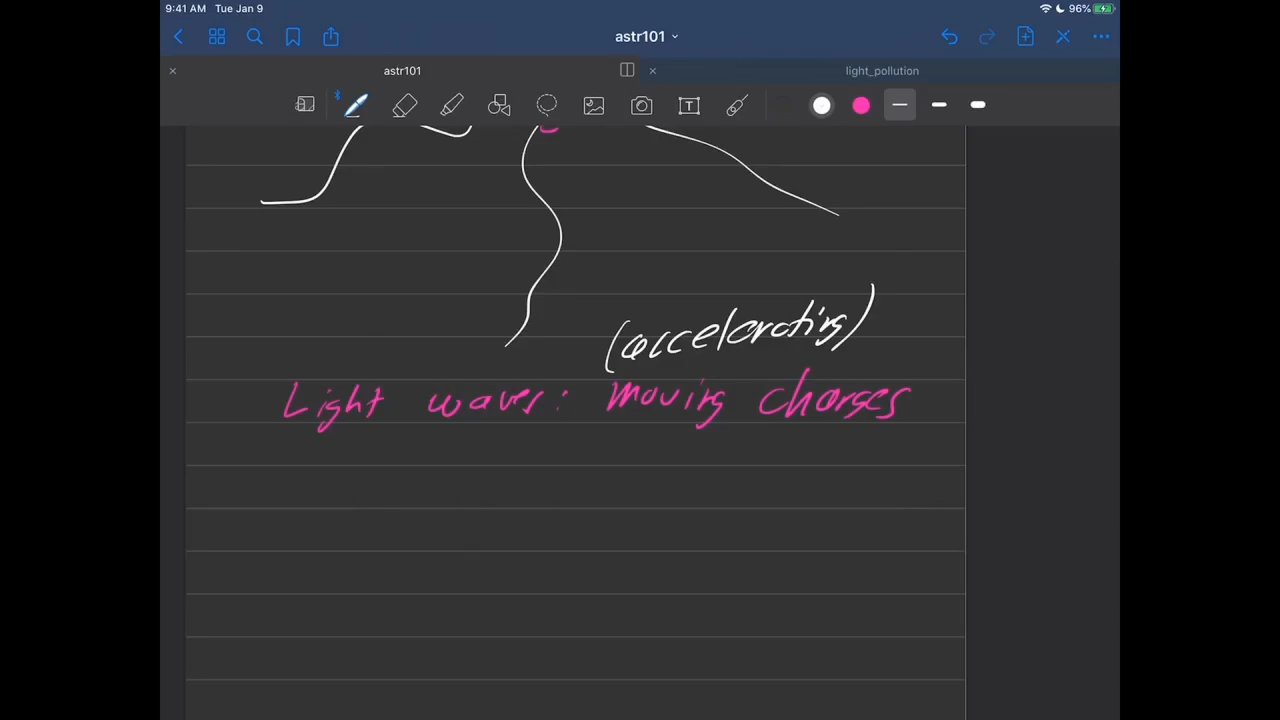 9:41 AM Tue Jan 9 96%
astr101
astr101 light_pollution
(accelerating)
Light waves: moving charges